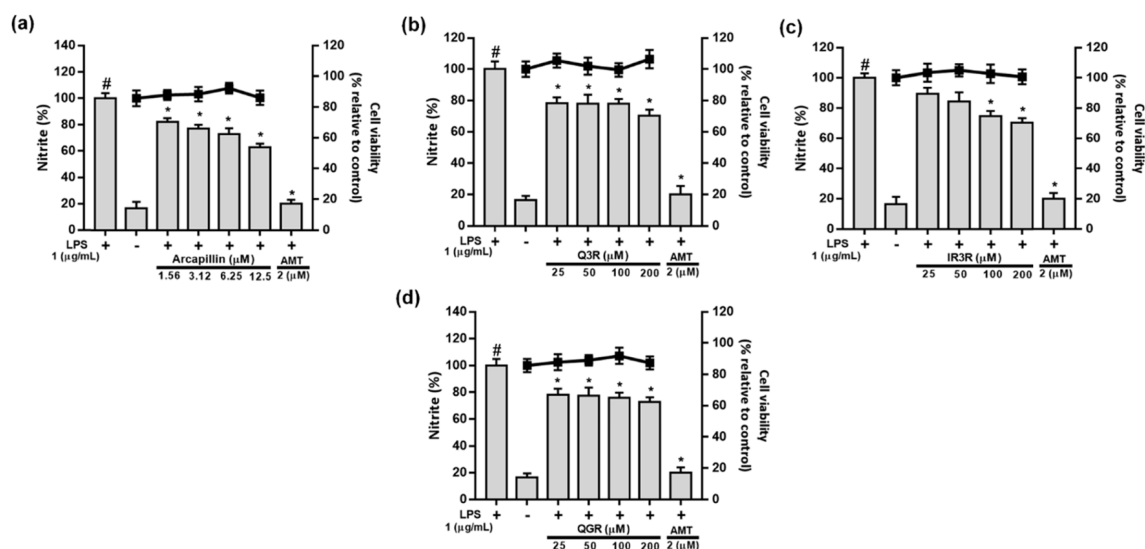 (a)
#
* * * * *
140 120 100 80 60 40 20 0
Nitrite (%)
120 100 80 60 40 20 0
Cell viability
(% relative to control)
LPS + - + + + + +
1 (μg/mL)
Arcapillin (μM) AMT
1.56 3.12 6.25 12.5 2 (μM)
(b)
#
* * * * *
120 100 80 60 40 20 0
Nitrite (%)
120 100 80 60 40 20 0
Cell viability
(% relative to control)
LPS + - + + + + +
1 (μg/mL)
Q3R (μM) AMT
25 50 100 200 2 (μM)
(c)
#
* * *
120 100 80 60 40 20 0
Nitrite (%)
120 100 80 60 40 20 0
Cell viability
(% relative to control)
LPS + - + + + + +
1 (μg/mL)
IR3R (μM) AMT
25 50 100 200 2 (μM)
(d)
#
* * * * *
140 120 100 80 60 40 20 0
Nitrite (%)
120 100 80 60 40 20 0
Cell viability
(% relative to control)
LPS + - + + + + +
1 (μg/mL)
QGR (μM) AMT
25 50 100 200 2 (μM)